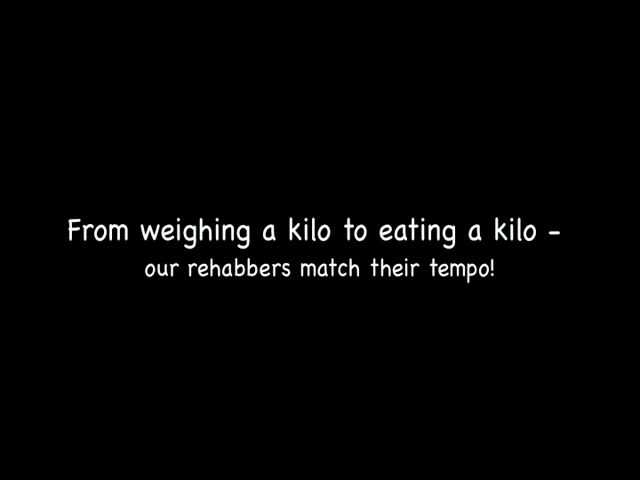 From weighing a kilo to eating a kilo -
our rehabbers match their tempo!